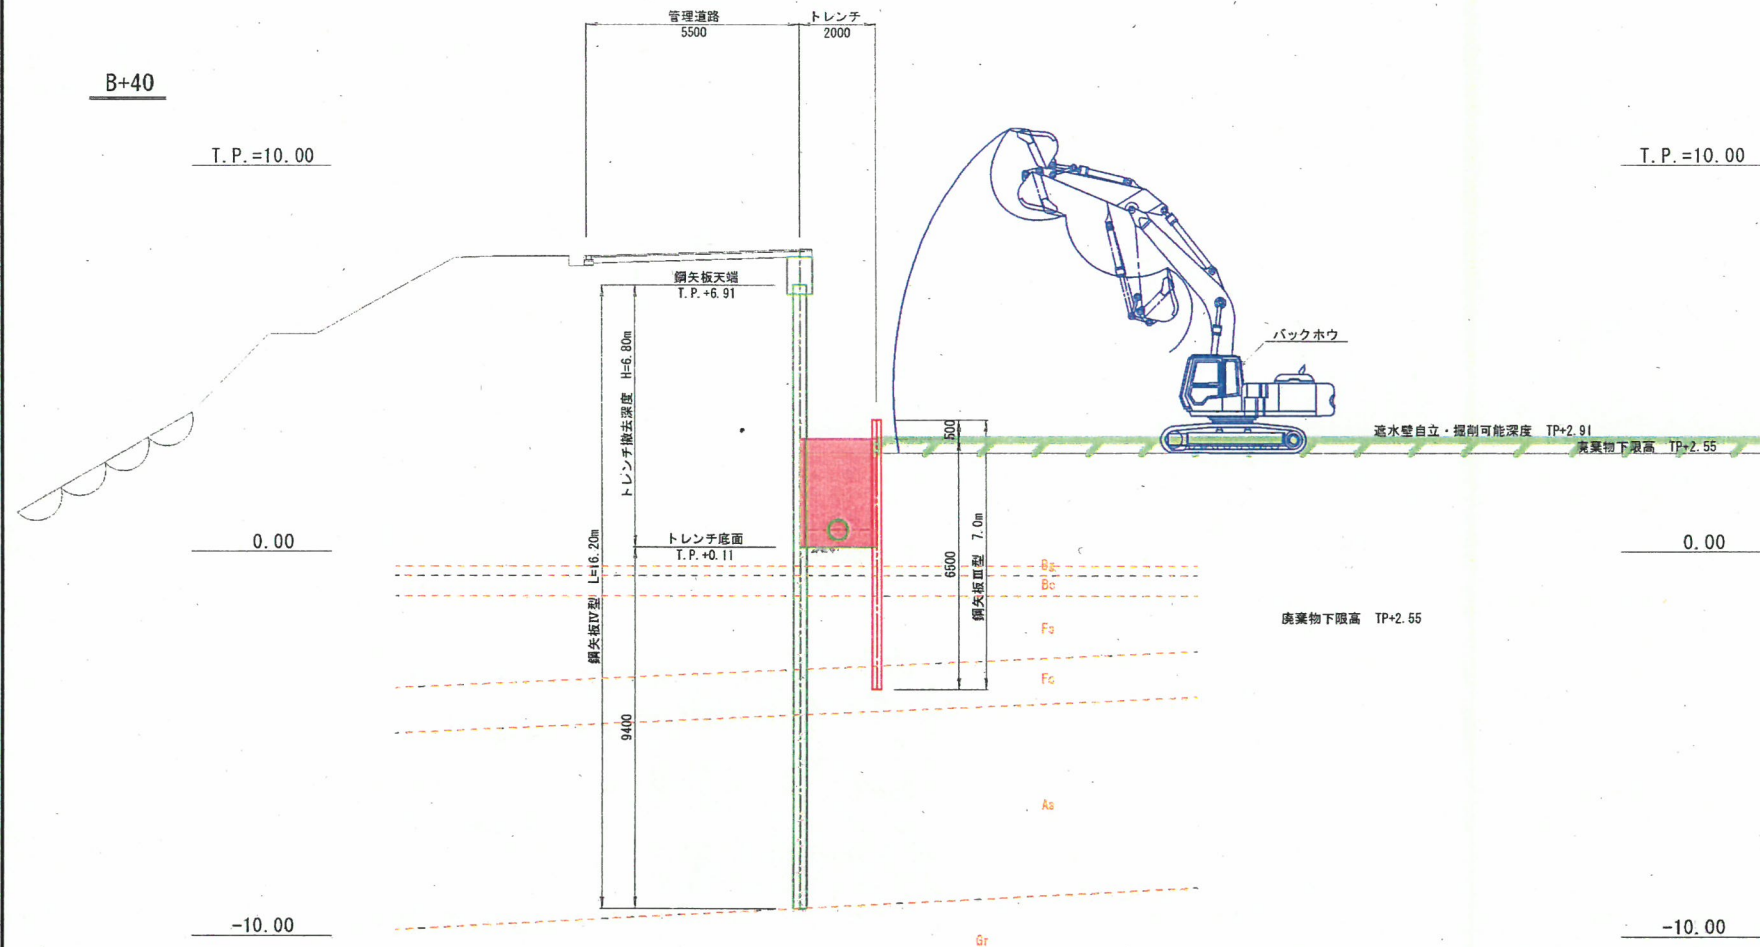 管理道路
トレンチ
5500
2000
B+40
T.P.=10.00
T.P.=10.00
鋼矢板天端
T.P.+6.91
バックホウ
トレンチ撤去深度 H=6.80m
500
遮水壁自立・掘削可能深度 TP+2.91
廃棄物下限高 TP+2.55
鋼矢板Ⅳ型 L=16.20m
0.00
トレンチ底面
T.P.+0.11
6500
鋼矢板Ⅲ型 7.0m
0.00
Bc
廃棄物下限高 TP+2.55
Fc
9400
As
-10.00
-10.00
Gr